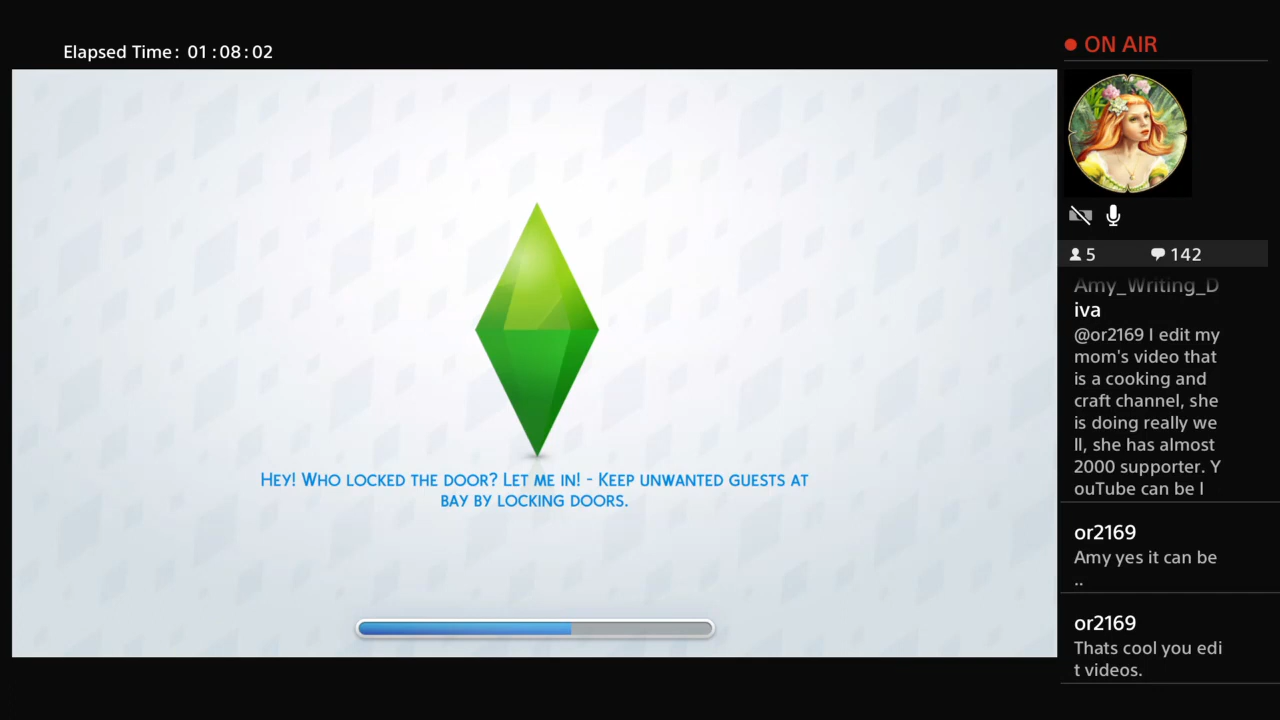 Elapsed Time: 01:08:02
ON AIR
5 142
Amy_Writing_D
iva
@or2169 I edit my
mom's video that
is a cooking and
craft channel, she
is doing really we
ll, she has almost
2000 supporter. Y
ouTube can be l
or2169
Amy yes it can be
..
or2169
Thats cool you edi
t videos.
HEY! WHO LOCKED THE DOOR? LET ME IN! - KEEP UNWANTED GUESTS AT
BAY BY LOCKING DOORS.